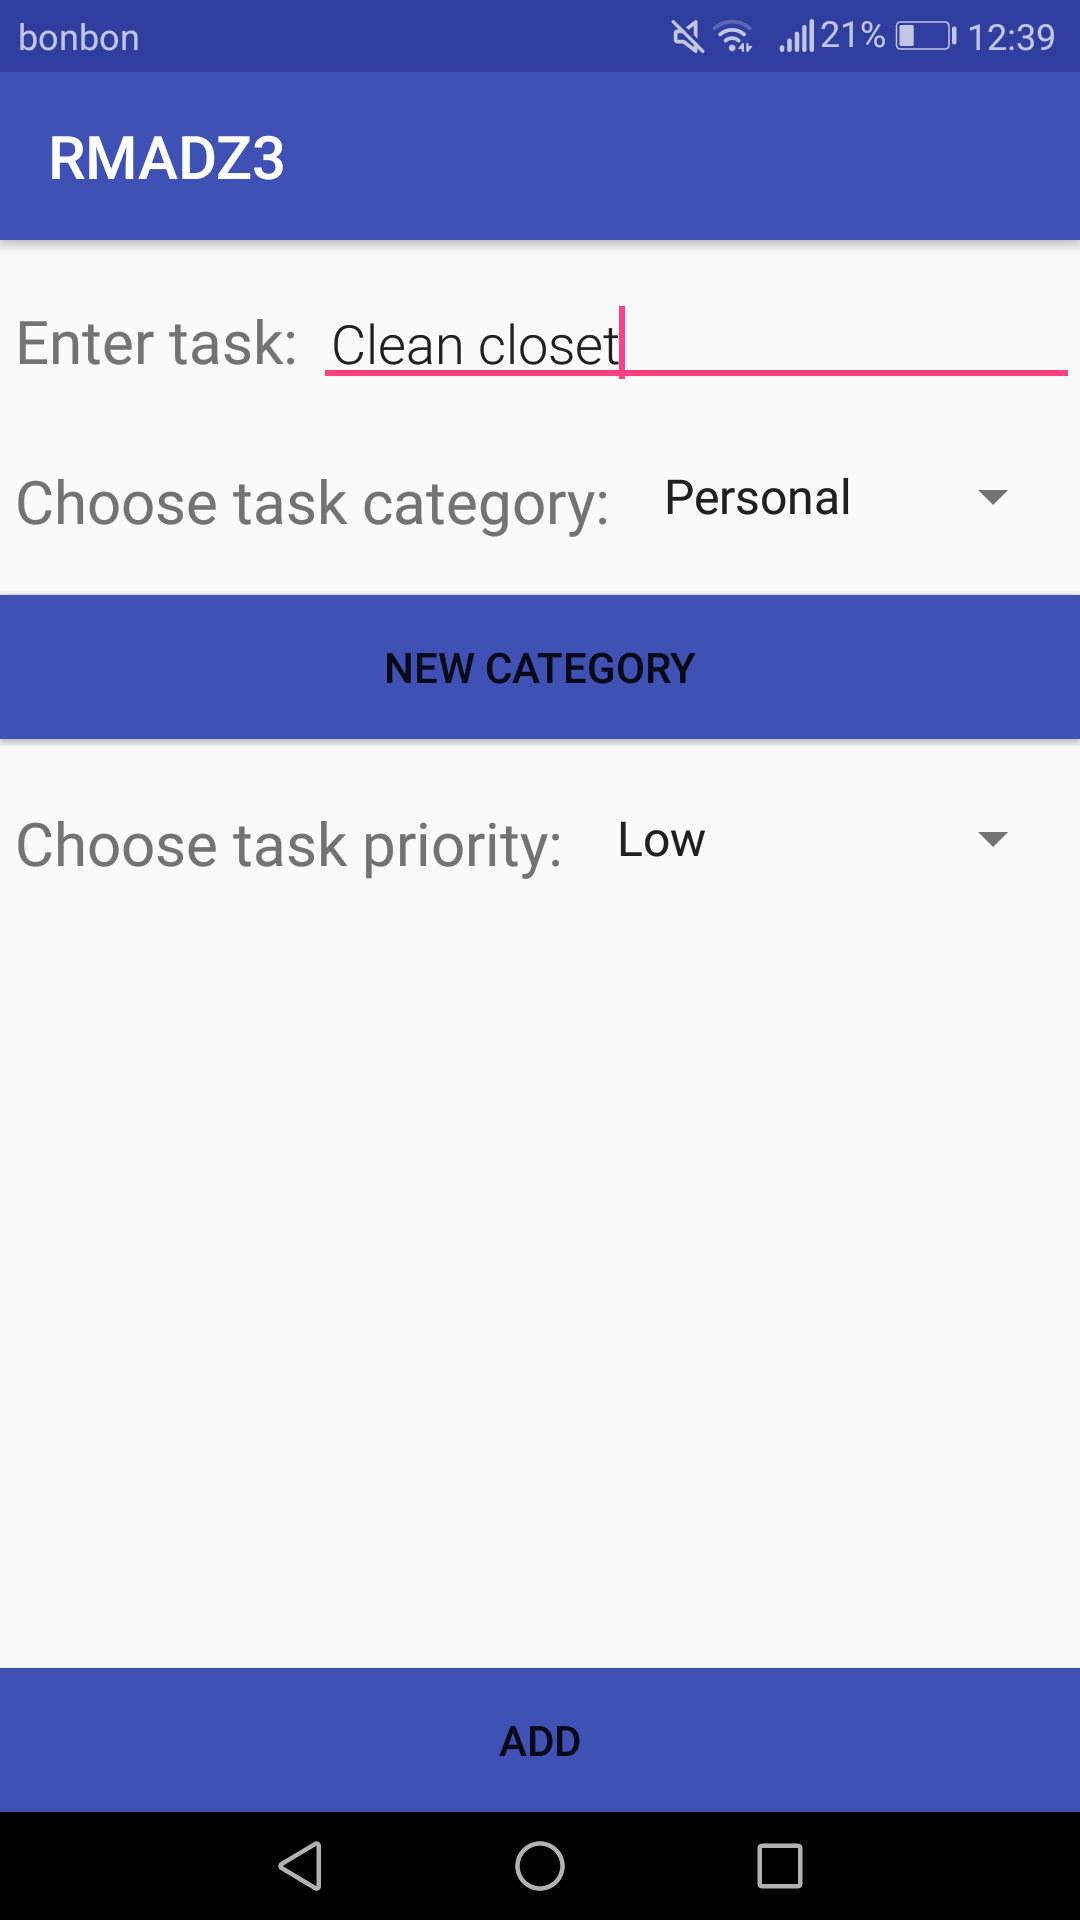 bonbon 21% 12:39
RMADZ3
Enter task: Clean closet
Choose task category: Personal
NEW CATEGORY
Choose task priority: Low
ADD